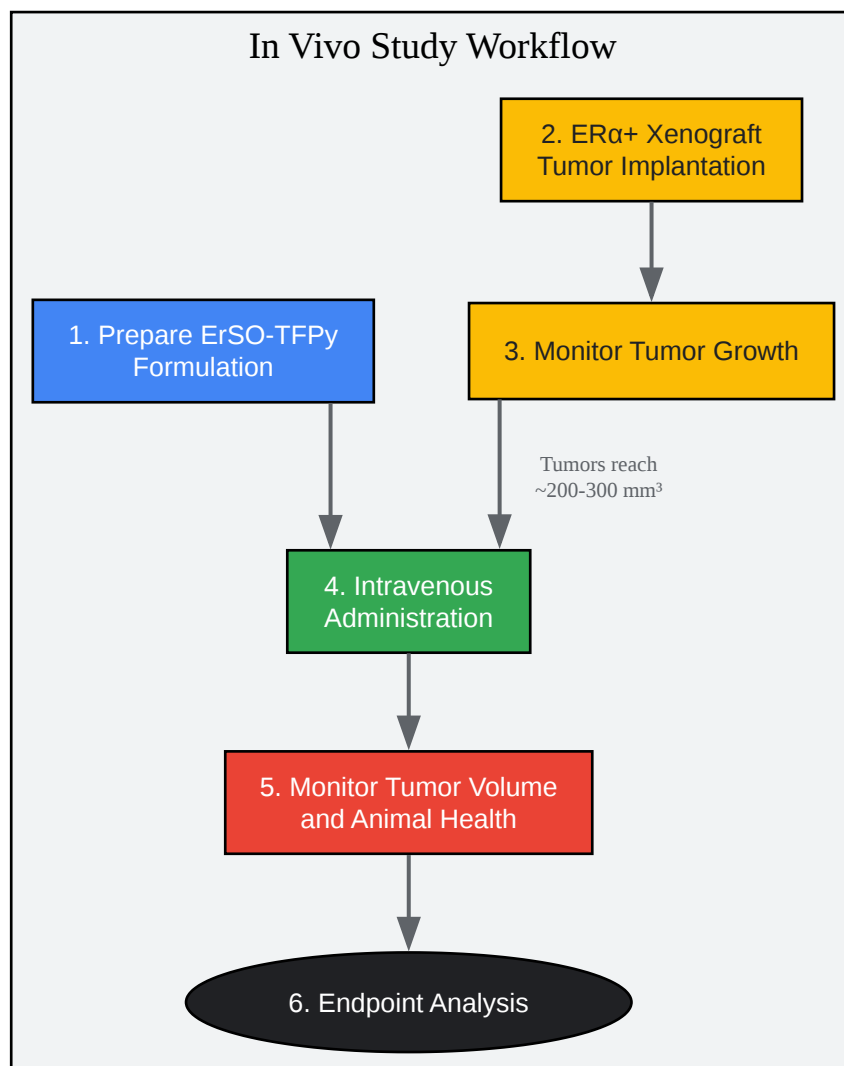 In Vivo Study Workflow
2. ERα+ Xenograft
Tumor Implantation
1. Prepare ErSO-TFPy
Formulation
3. Monitor Tumor Growth
Tumors reach
~200-300 mm³
4. Intravenous
Administration
5. Monitor Tumor Volume
and Animal Health
6. Endpoint Analysis